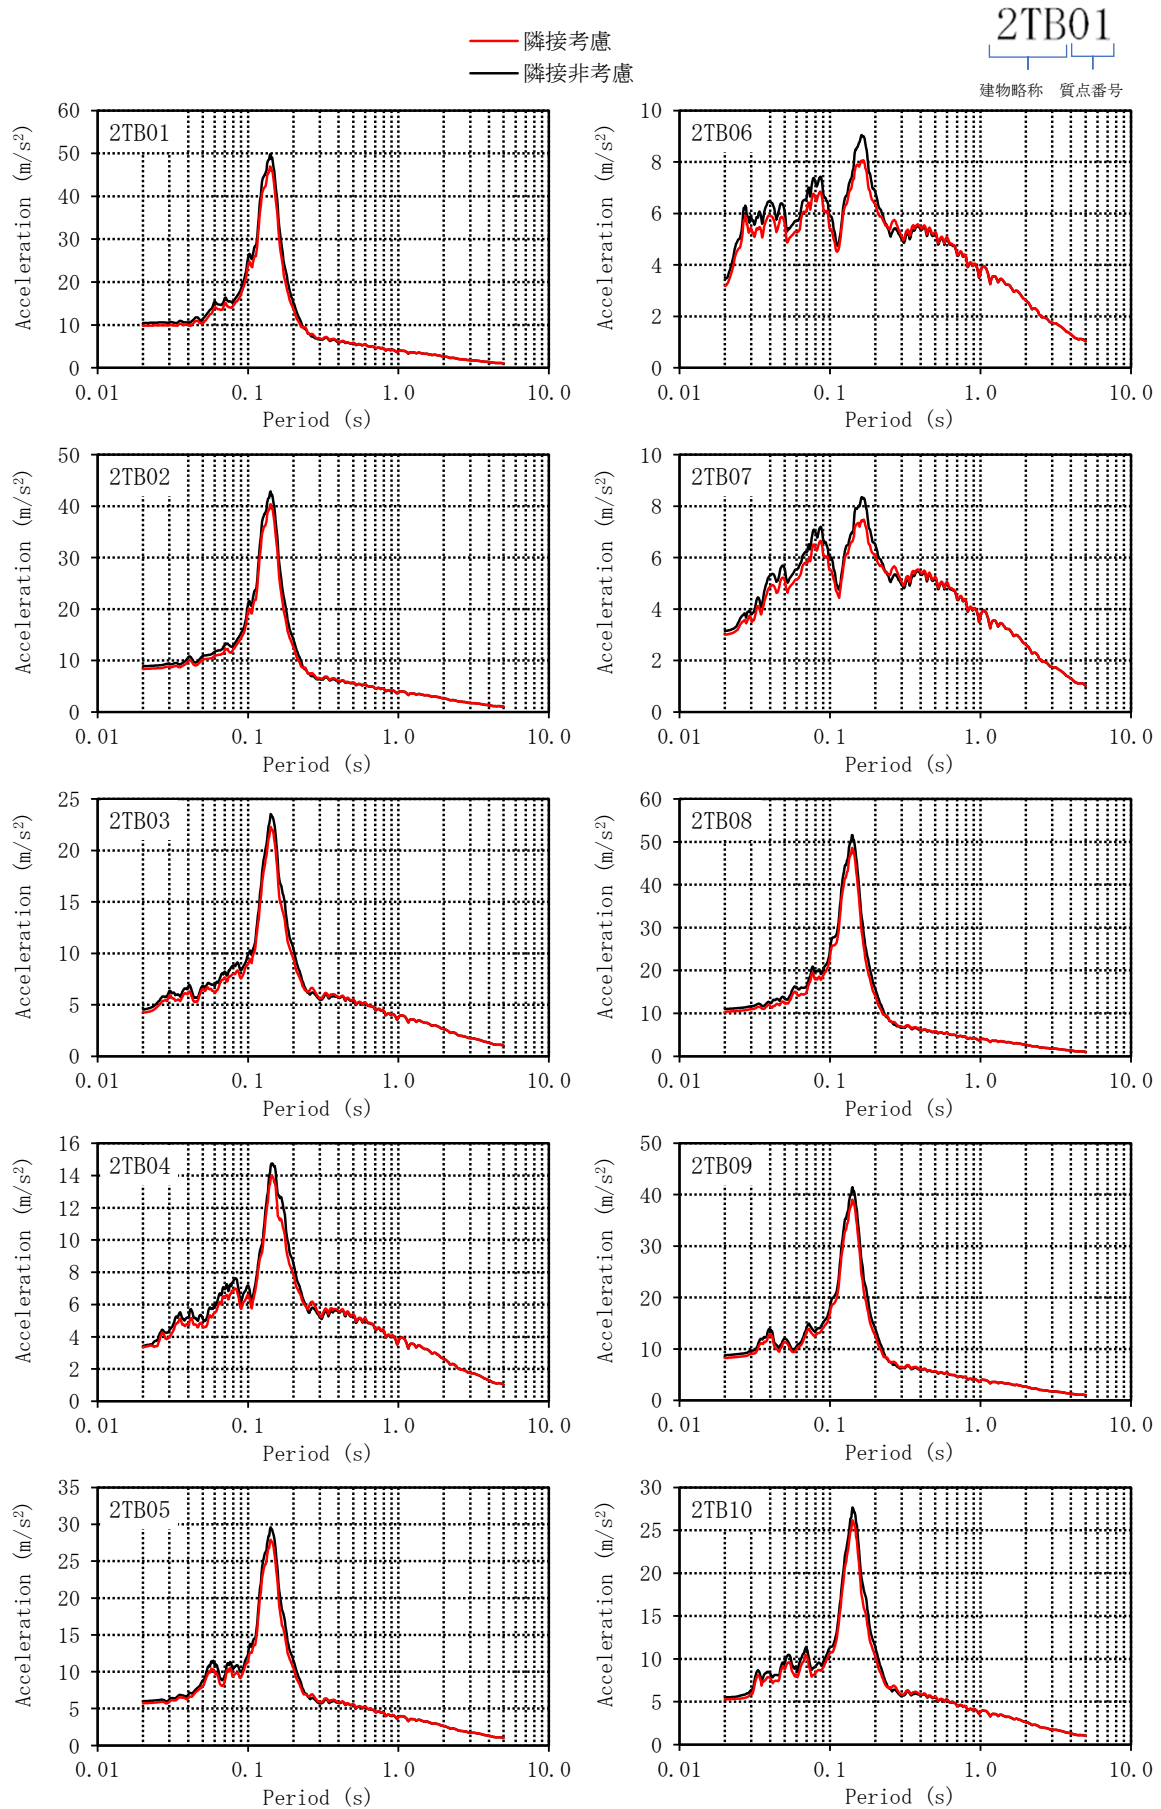 2TB01
隣接考慮
隣接非考慮
建物略称 質点番号
2TB01
Acceleration (m/s²)
60
50
40
30
20
10
0
0.01 0.1 1.0 10.0
Period (s)
2TB06
Acceleration (m/s²)
10
8
6
4
2
0
0.01 0.1 1.0 10.0
Period (s)
2TB02
Acceleration (m/s²)
50
40
30
20
10
0
0.01 0.1 1.0 10.0
Period (s)
2TB07
Acceleration (m/s²)
10
8
6
4
2
0
0.01 0.1 1.0 10.0
Period (s)
2TB03
Acceleration (m/s²)
25
20
15
10
5
0
0.01 0.1 1.0 10.0
Period (s)
2TB08
Acceleration (m/s²)
60
50
40
30
20
10
0
0.01 0.1 1.0 10.0
Period (s)
2TB04
Acceleration (m/s²)
16
14
12
10
8
6
4
2
0
0.01 0.1 1.0 10.0
Period (s)
2TB09
Acceleration (m/s²)
50
40
30
20
10
0
0.01 0.1 1.0 10.0
Period (s)
2TB05
Acceleration (m/s²)
35
30
25
20
15
10
5
0
0.01 0.1 1.0 10.0
Period (s)
2TB10
Acceleration (m/s²)
30
25
20
15
10
5
0
0.01 0.1 1.0 10.0
Period (s)